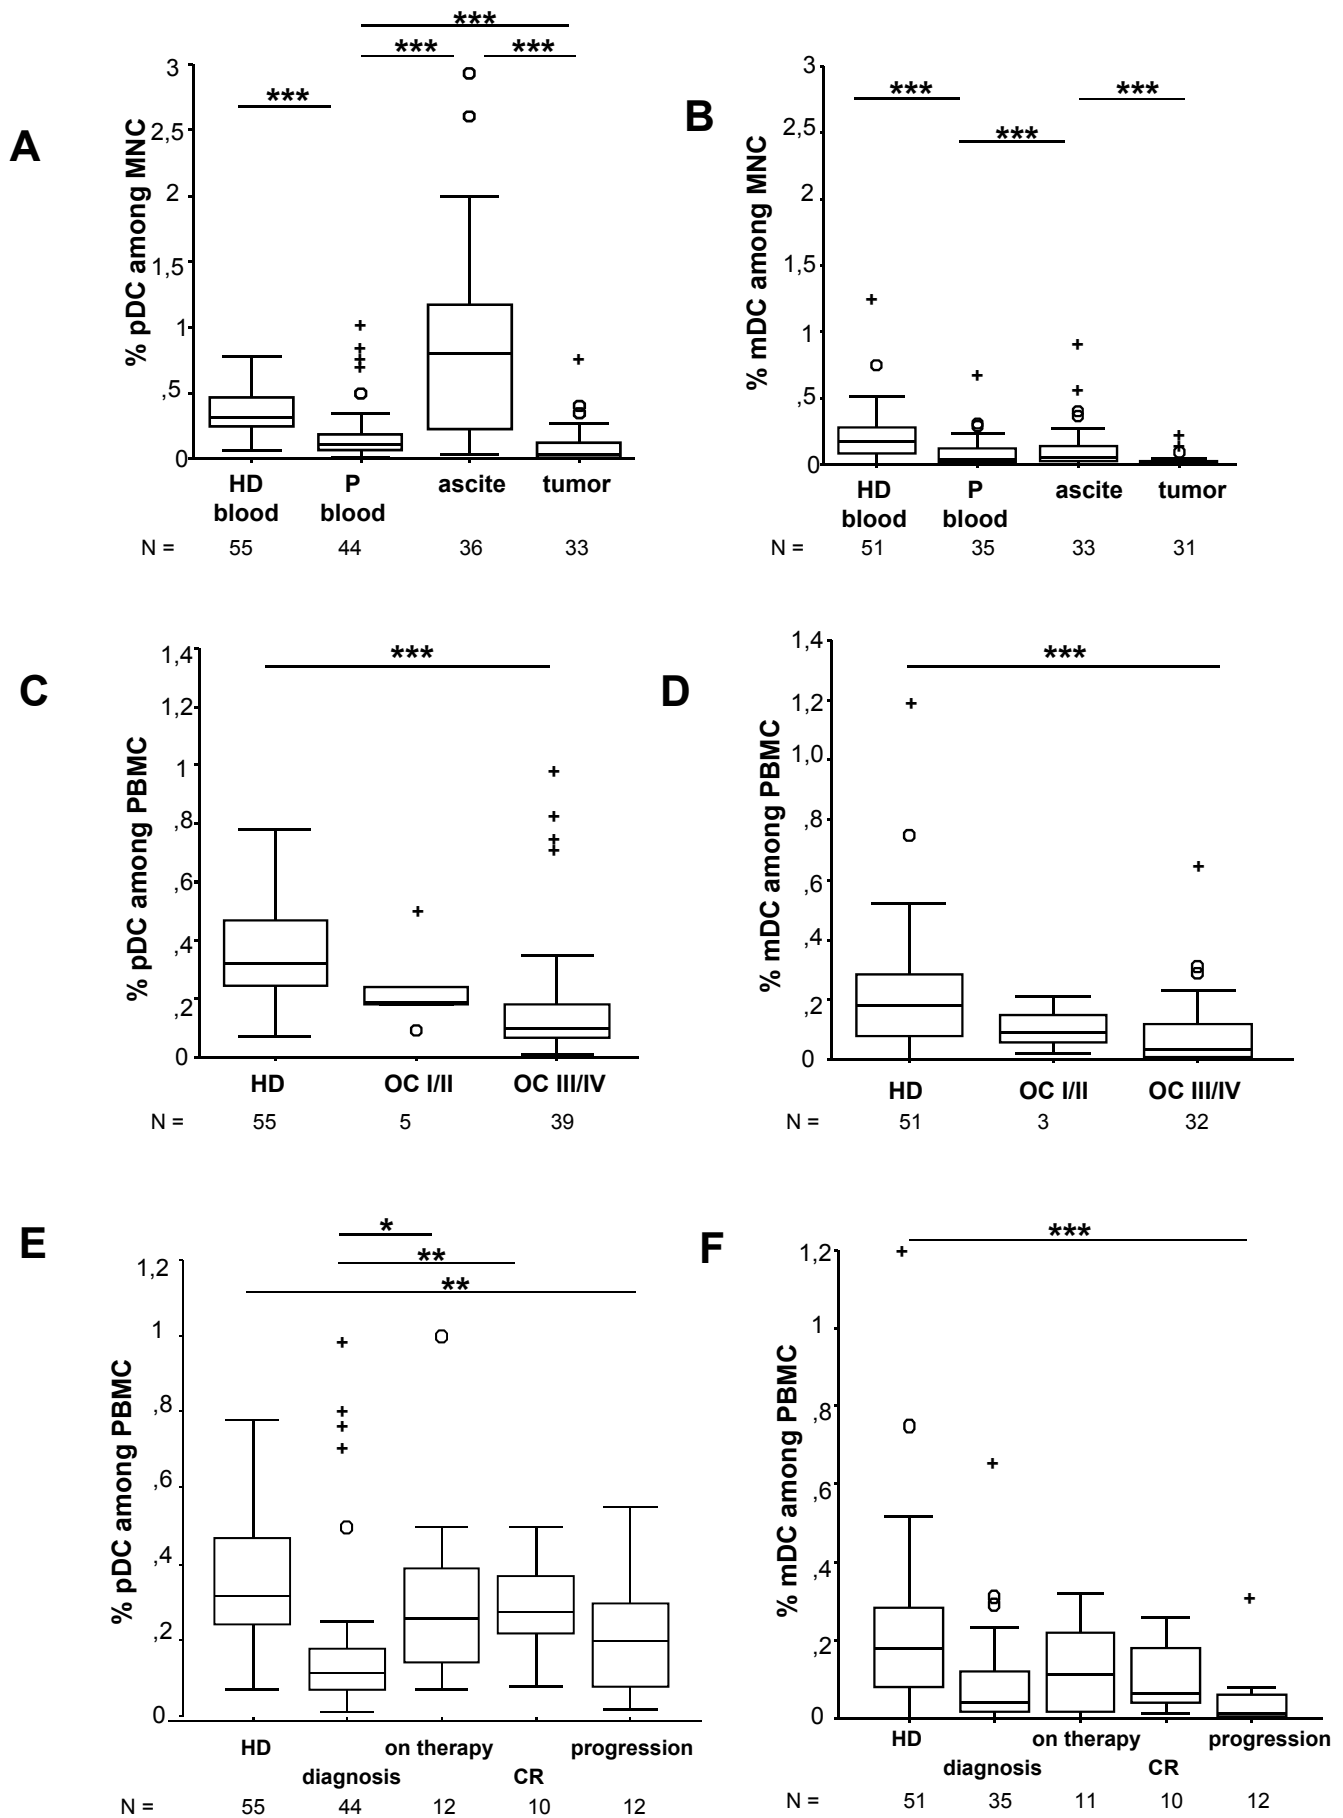 A
***
*** ***
***
% pDC among MNC
3
2,5
2
1,5
1
,5
0
HD blood
P blood
ascite
tumor
N = 55 44 36 33
B
*** ***
***
% mDC among MNC
3
2,5
2
1,5
1
,5
0
HD blood
P blood
ascite
tumor
N = 51 35 33 31
C
***
% pDC among PBMC
1,4
1,2
1
,8
,6
,4
,2
0
HD OC I/II OC III/IV
N = 55 5 39
D
***
% mDC among PBMC
1,4
1,2
1,0
,8
,6
,4
,2
0
HD OC I/II OC III/IV
N = 51 3 32
E
*
**
**
% pDC among PBMC
1,2
1
,8
,6
,4
,2
0
HD on therapy progression
diagnosis CR
N = 55 44 12 10 12
F
***
% mDC among PBMC
1,2
1
,8
,6
,4
,2
0
HD on therapy progression
diagnosis CR
N = 51 35 11 10 12